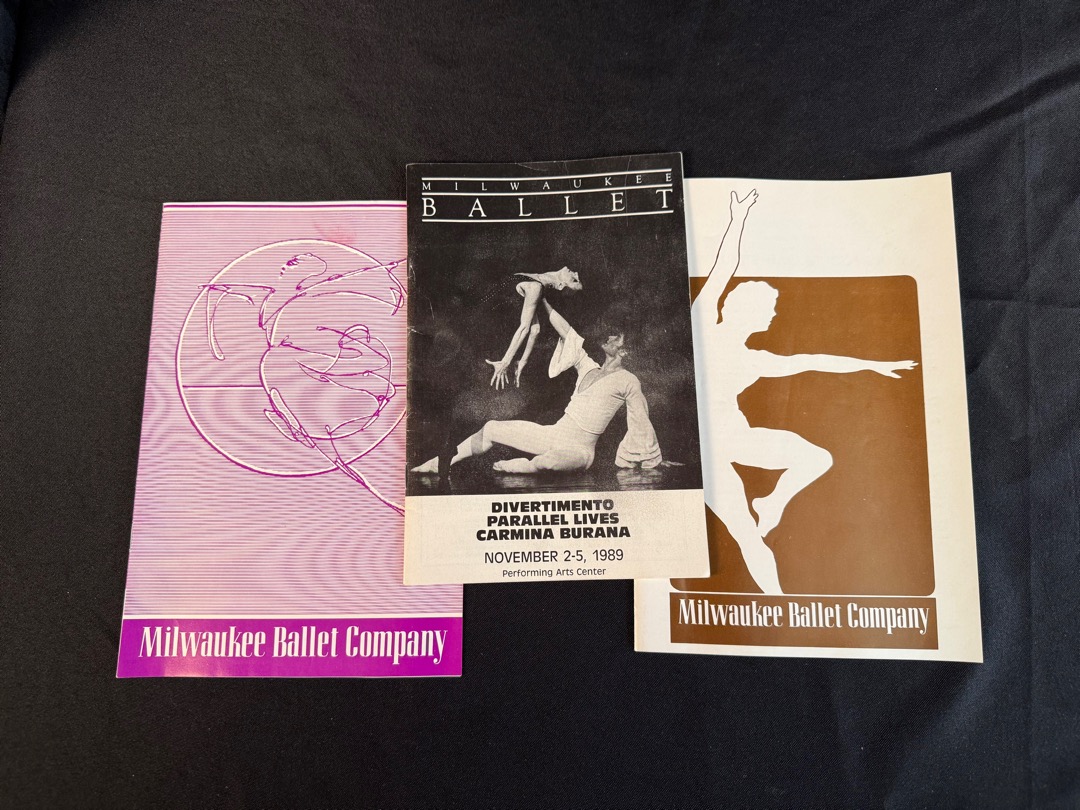 Milwaukee Ballet Company
MILWAUKEE
BALLET
DIVERTIMENTO
PARALLEL LIVES
CARMINA BURANA
NOVEMBER 2-5, 1989
Performing Arts Center
Milwaukee Ballet Company